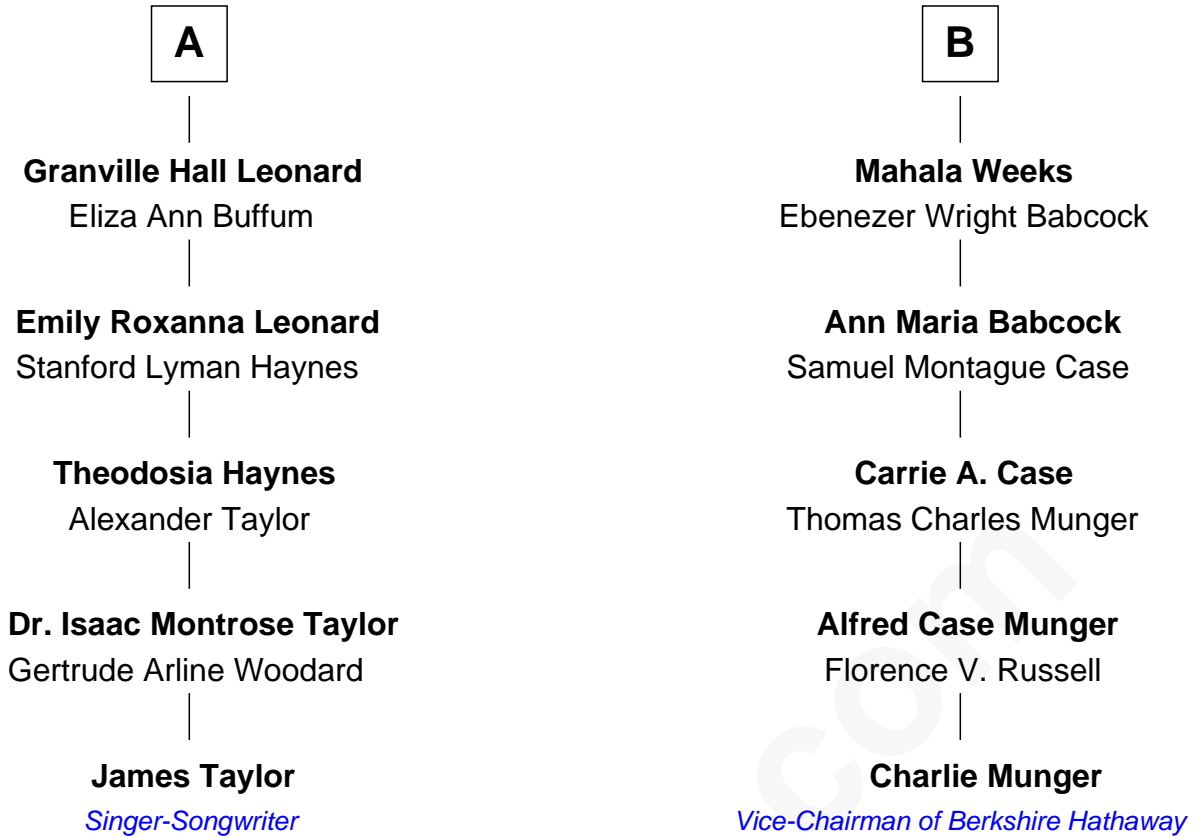 A
Granville Hall Leonard
Eliza Ann Buffum
Emily Roxanna Leonard
Stanford Lyman Haynes
Theodosia Haynes
Alexander Taylor
Dr. Isaac Montrose Taylor
Gertrude Arline Woodard
James Taylor
Singer-Songwriter
B
Mahala Weeks
Ebenezer Wright Babcock
Ann Maria Babcock
Samuel Montague Case
Carrie A. Case
Thomas Charles Munger
Alfred Case Munger
Florence V. Russell
Charlie Munger
Vice-Chairman of Berkshire Hathaway
com